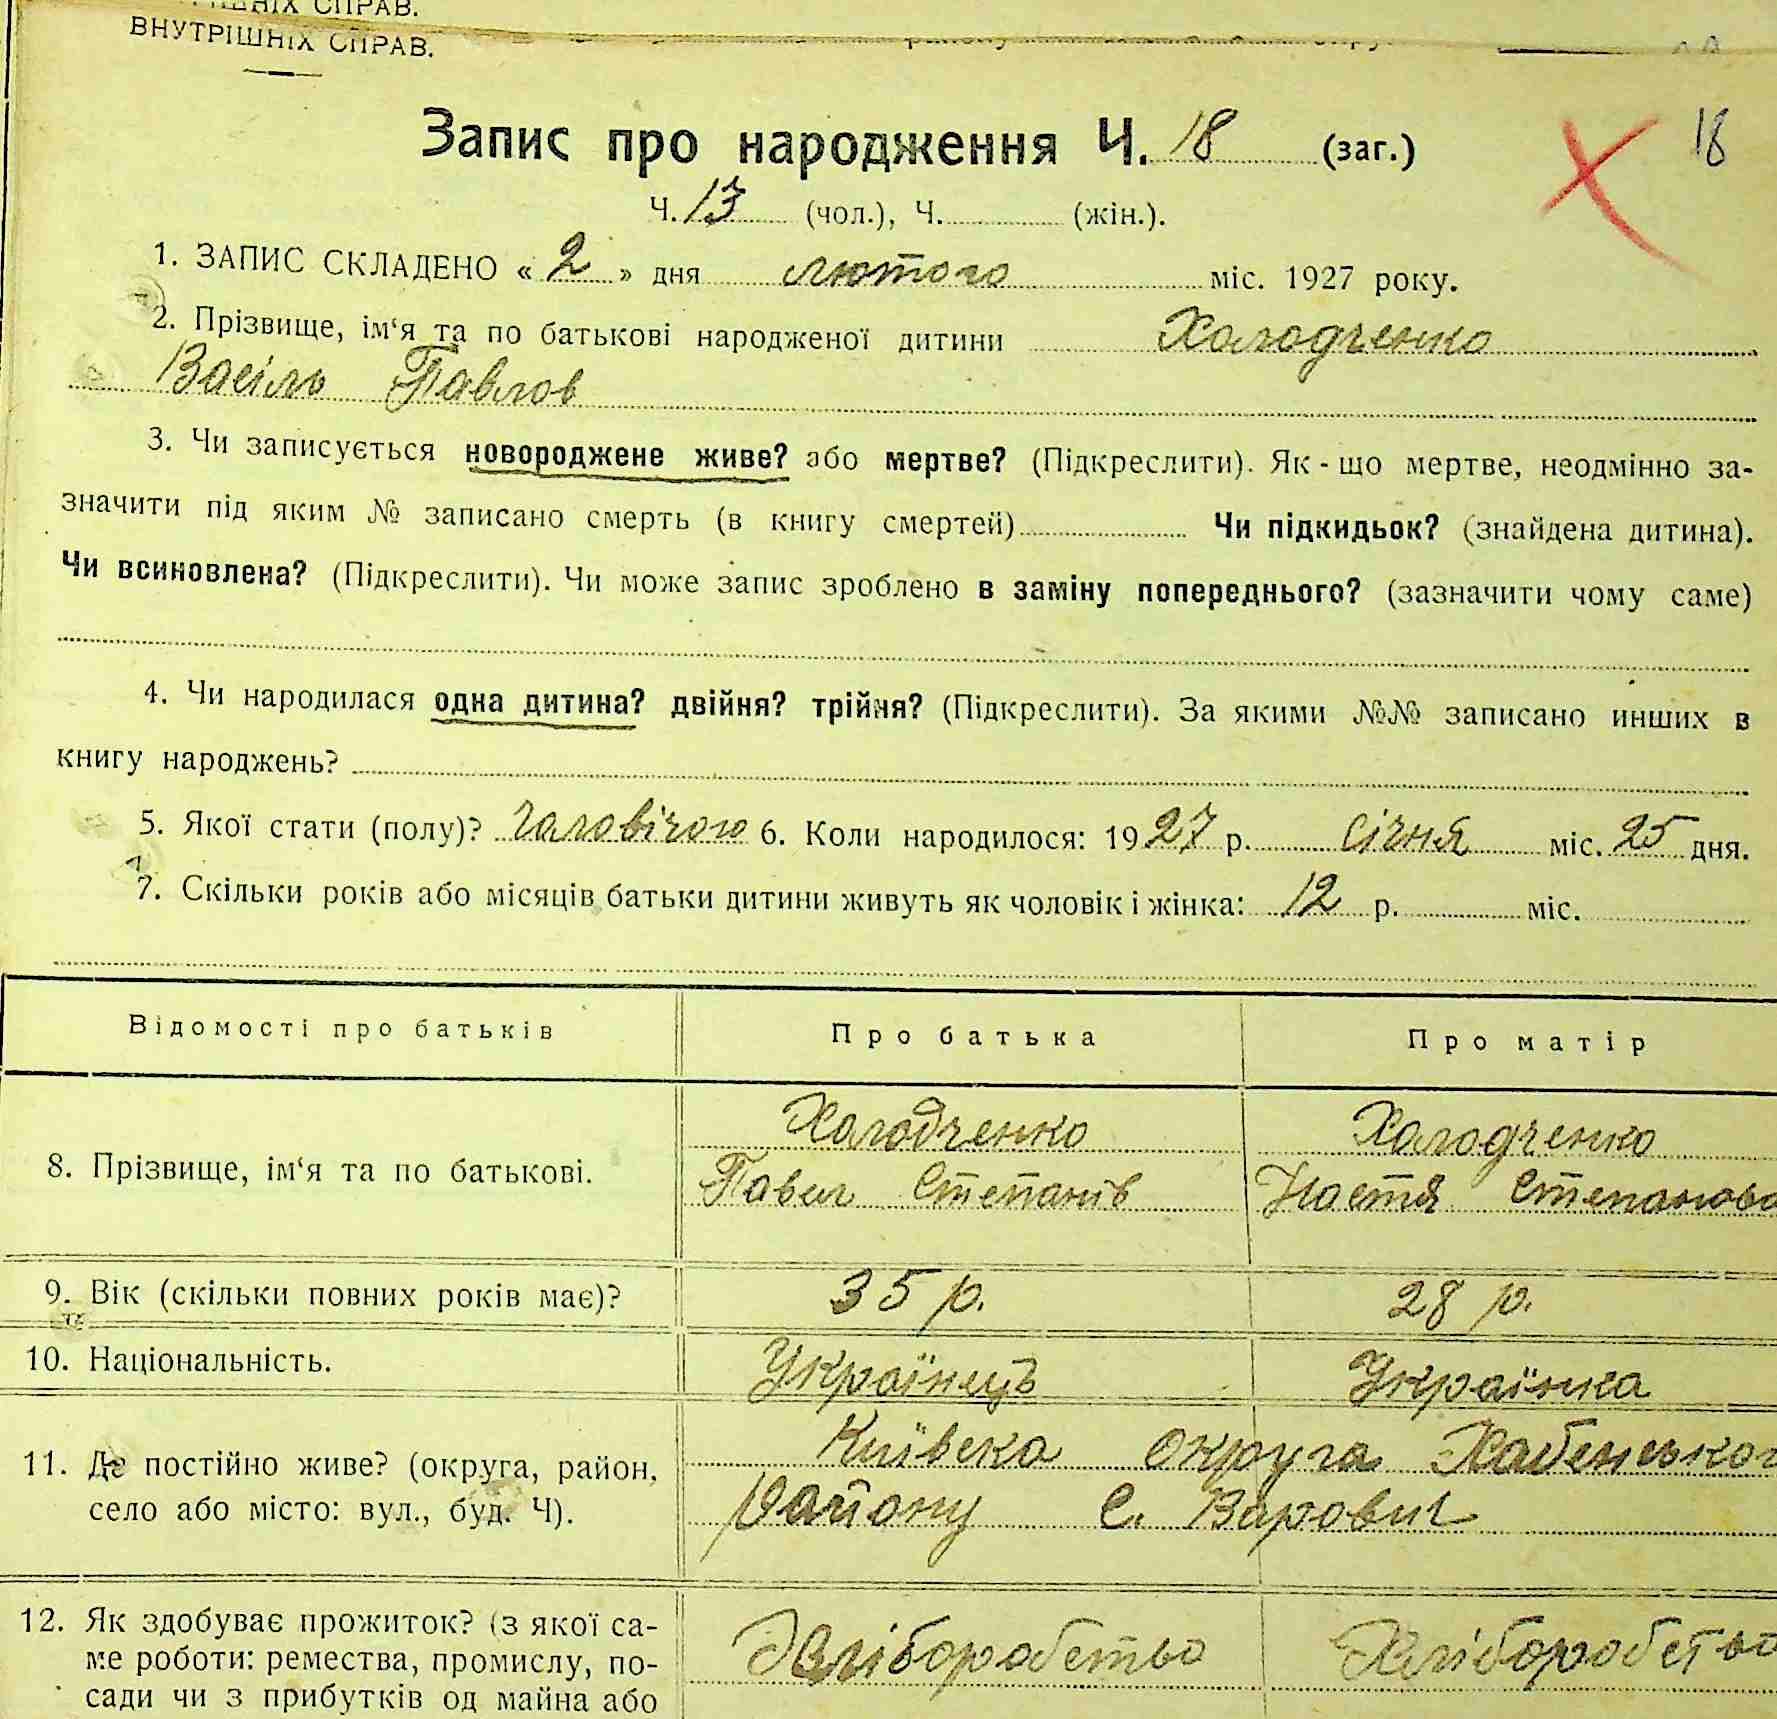 ВНУТРІШНІХ СПРАВ.
Запис про народження Ч. 18 (заг.)
18
Ч. 13 (чол.), Ч. (жін.).
1. ЗАПИС СКЛАДЕНО « 2 » дня лютого міс. 1927 року.
2. Прізвище, ім‘я та по батькові народженої дитини Холодченко
Васіль Павлов
3. Чи записується новороджене живе? або мертве? (Підкреслити). Як-що мертве, неодмінно за-
значити під яким № записано смерть (в книгу смертей) Чи підкидьок? (знайдена дитина).
Чи всиновлена? (Підкреслити). Чи може запис зроблено в заміну попереднього? (зазначити чому саме)
4. Чи народилася одна дитина? двійня? трійня? (Підкреслити). За якими №№ записано инших в
книгу народжень?
5. Якої стати (полу)? чоловічою 6. Коли народилося: 1927 р. січня міс. 25 дня.
7. Скільки років або місяців батьки дитини живуть як чоловік і жінка: 12 р. міс.
Відомості про батьків Про батька Про матір
8. Прізвище, ім‘я та по батькові.
Холодченко Холодченко
Павел Степанів Настя Степанова
9. Вік (скільки повних років має)? 35 р. 28 р.
10. Національність. Українець Українка
11. Де постійно живе? (округа, район,
село або місто: вул., буд. Ч).
Київска округа Хабенського
району С. Варович
12. Як здобуває прожиток? (з якої са-
ме роботи: ремества, промислу, по-
сади чи з прибутків од майна або
Хліборобство Хліборобство